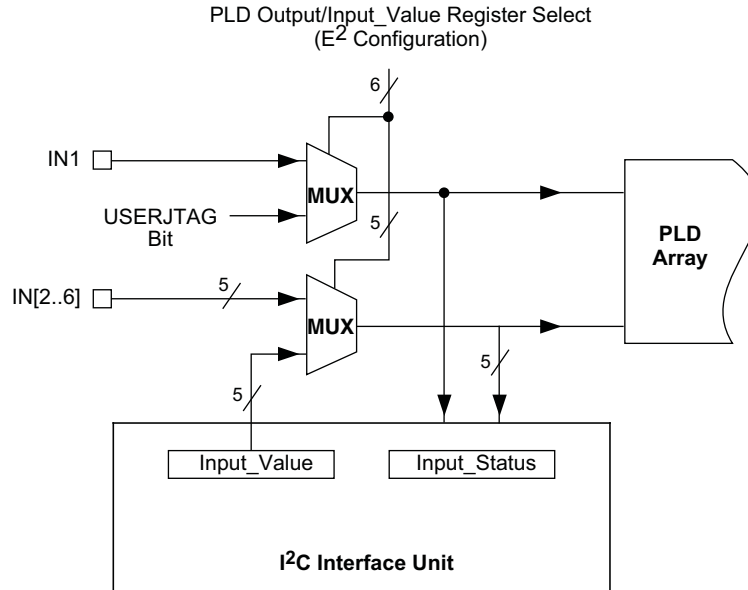 PLD Output/Input_Value Register Select
(E² Configuration)
6
IN1
MUX
USERJTAG
Bit
5
PLD
Array
IN[2..6]
5
MUX
5
5
Input_Value
Input_Status
I²C Interface Unit